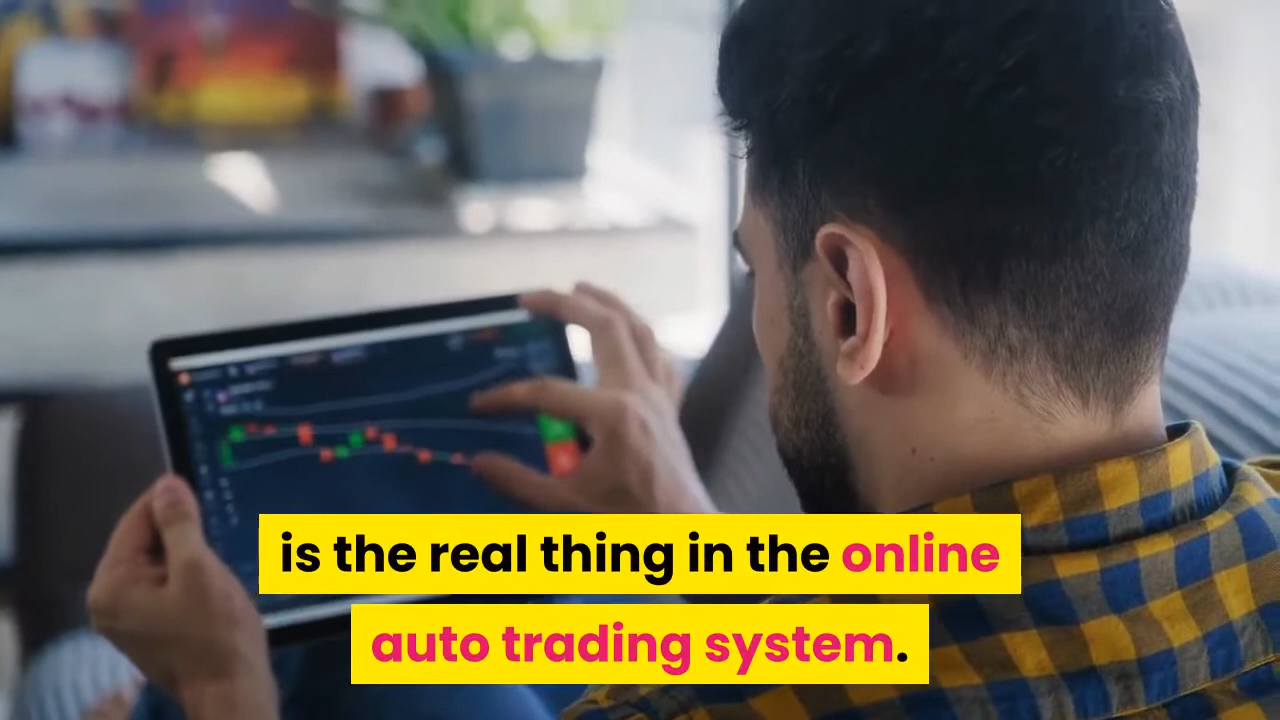 is the real thing in the online
auto trading system.